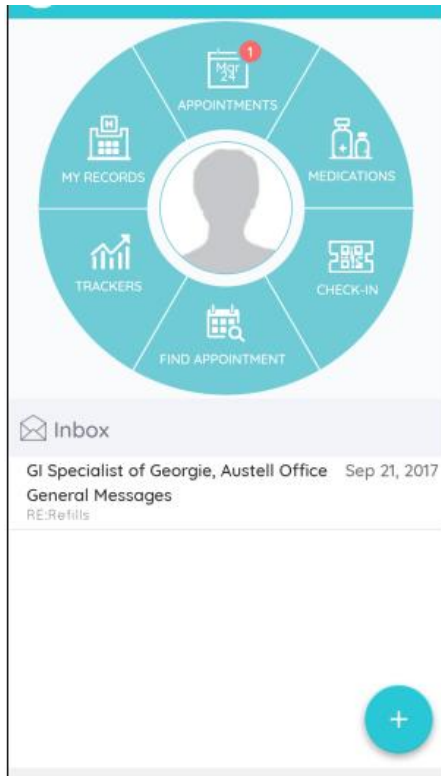 1
Mar
24
APPOINTMENTS
H
MY RECORDS
MEDICATIONS
TRACKERS
CHECK-IN
FIND APPOINTMENT
Inbox
GI Specialist of Georgie, Austell Office Sep 21, 2017
General Messages
RE:Refills
+